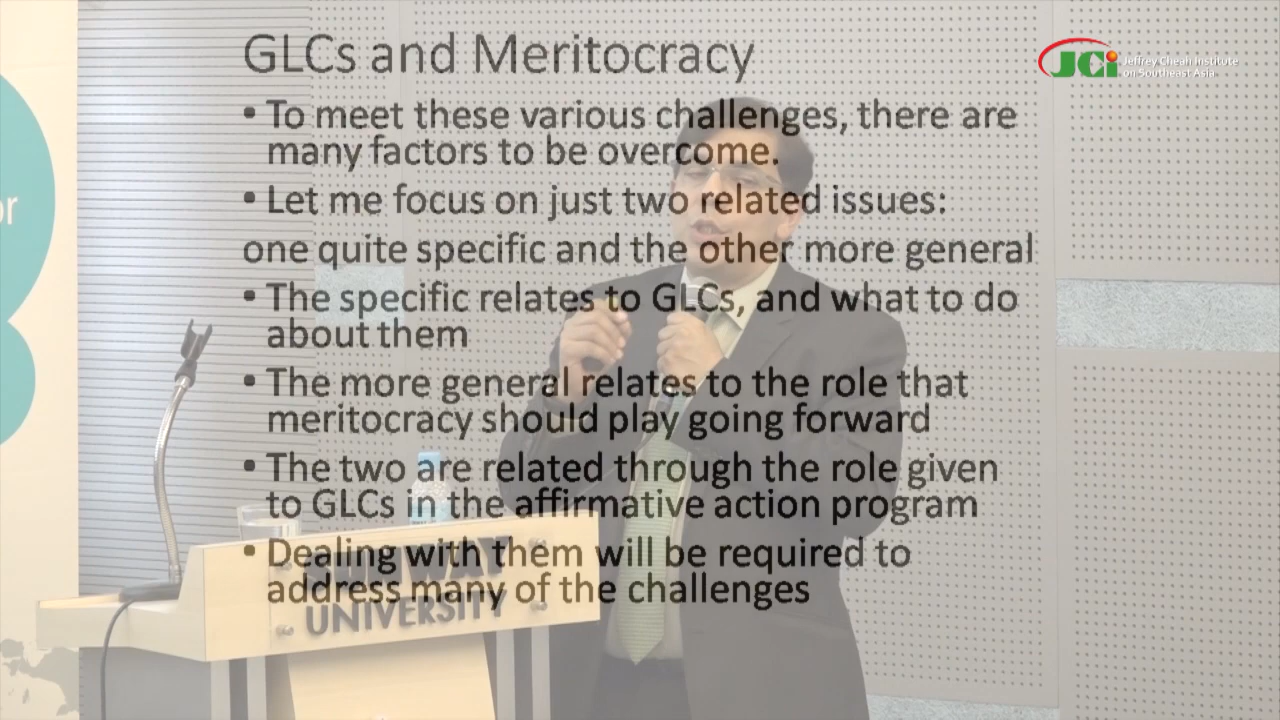 GLCs and Meritocracy
JCi Jeffrey Cheah Institute
on Southeast Asia
• To meet these various challenges, there are
many factors to be overcome.
• Let me focus on just two related issues:
one quite specific and the other more general
• The specific relates to GLCs, and what to do
about them
• The more general relates to the role that
meritocracy should play going forward
• The two are related through the role given
to GLCs in the affirmative action program
• Dealing with them will be required to
address many of the challenges
UNIVERSITY